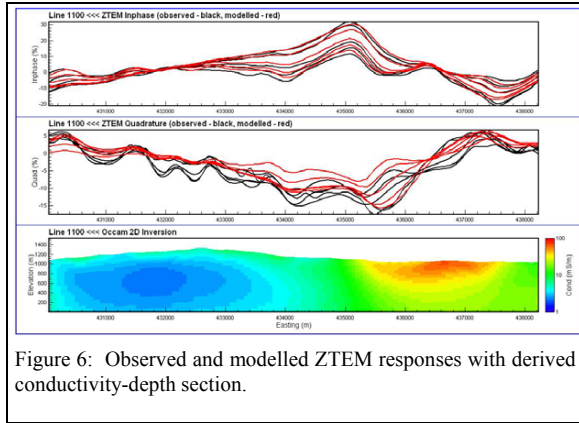 Line 1100 <<< ZTEM Inphase (observed - black, modelled - red)
Inphase (%)
30
20
10
0
-10
-20
431000 432000 433000 434000 435000 436000 437000 438000
Line 1100 <<< ZTEM Quadrature (observed - black, modelled - red)
Quad (%)
5
0
-5
-10
-15
431000 432000 433000 434000 435000 436000 437000 438000
Line 1100 <<< Occam 2D Inversion
Elevation (m)
1400
1200
1000
800
600
400
200
431000 432000 433000 434000 435000 436000 437000 438000
Easting (m)
100
10
1
Cond (mS/m)
Figure 6: Observed and modelled ZTEM responses with derived
conductivity-depth section.